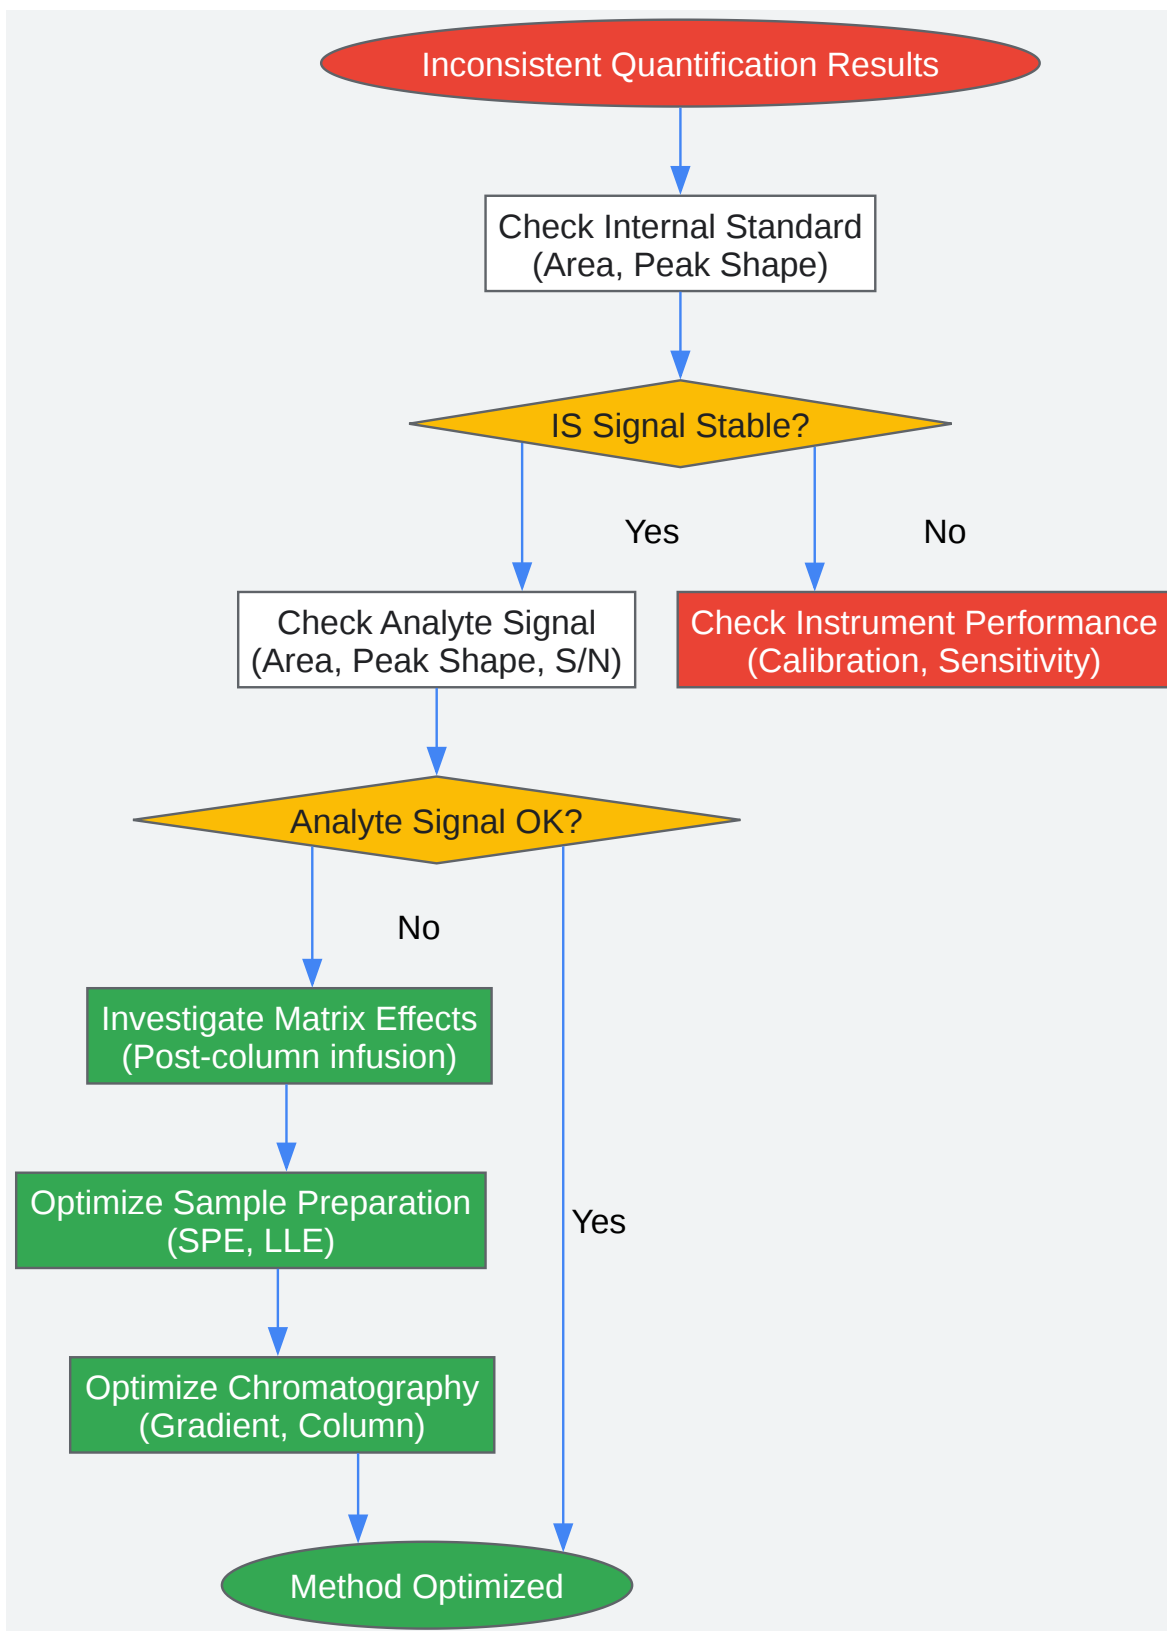 Inconsistent Quantification Results
Check Internal Standard
(Area, Peak Shape)
IS Signal Stable?
Yes
No
Check Analyte Signal
(Area, Peak Shape, S/N)
Check Instrument Performance
(Calibration, Sensitivity)
Analyte Signal OK?
No
Investigate Matrix Effects
(Post-column infusion)
Optimize Sample Preparation
(SPE, LLE)
Yes
Optimize Chromatography
(Gradient, Column)
Method Optimized